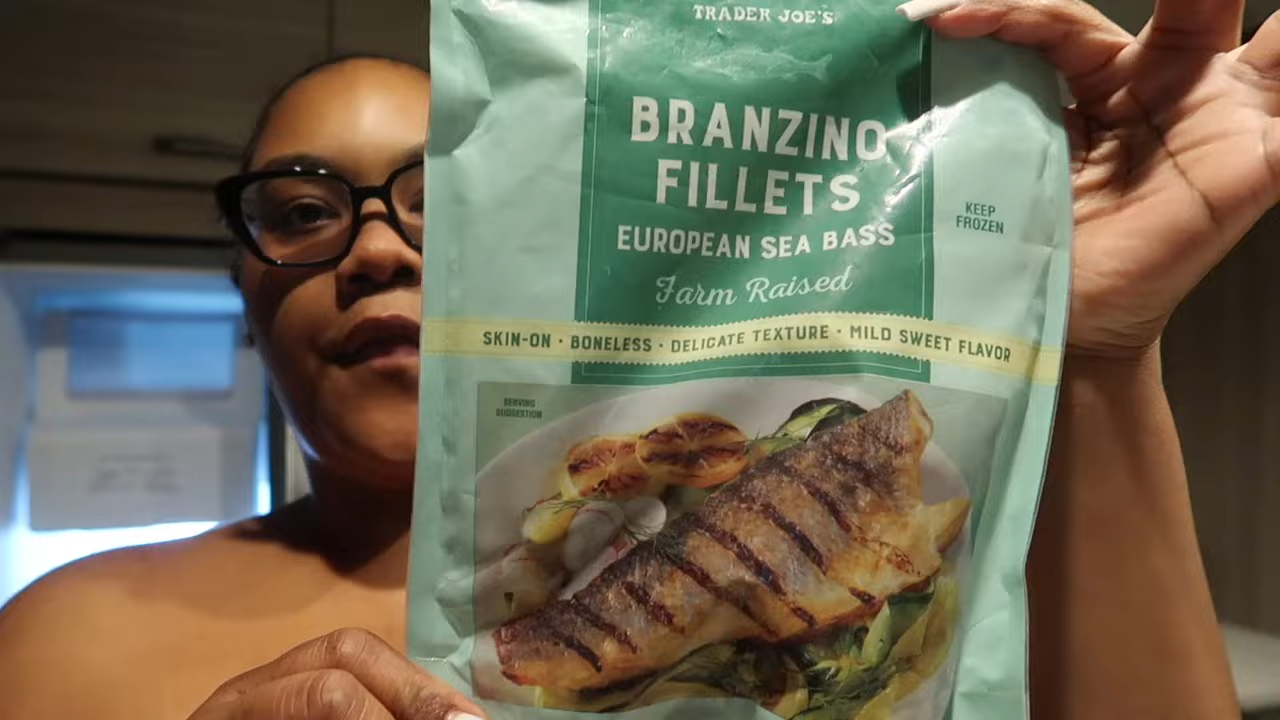 TRADER JOE'S
BRANZINO
FILLETS
EUROPEAN SEA BASS
Farm Raised
KEEP
FROZEN
SKIN-ON · BONELESS · DELICATE TEXTURE · MILD SWEET FLAVOR
SERVING
SUGGESTION